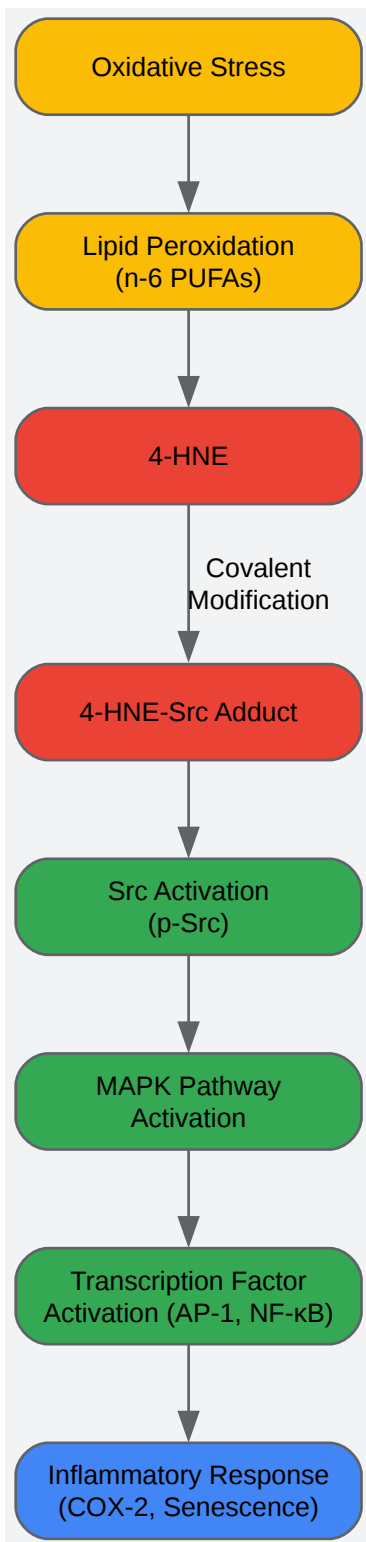 Oxidative Stress
Lipid Peroxidation
(n-6 PUFAs)
4-HNE
Covalent
Modification
4-HNE-Src Adduct
Src Activation
(p-Src)
MAPK Pathway
Activation
Transcription Factor
Activation (AP-1, NF-κB)
Inflammatory Response
(COX-2, Senescence)